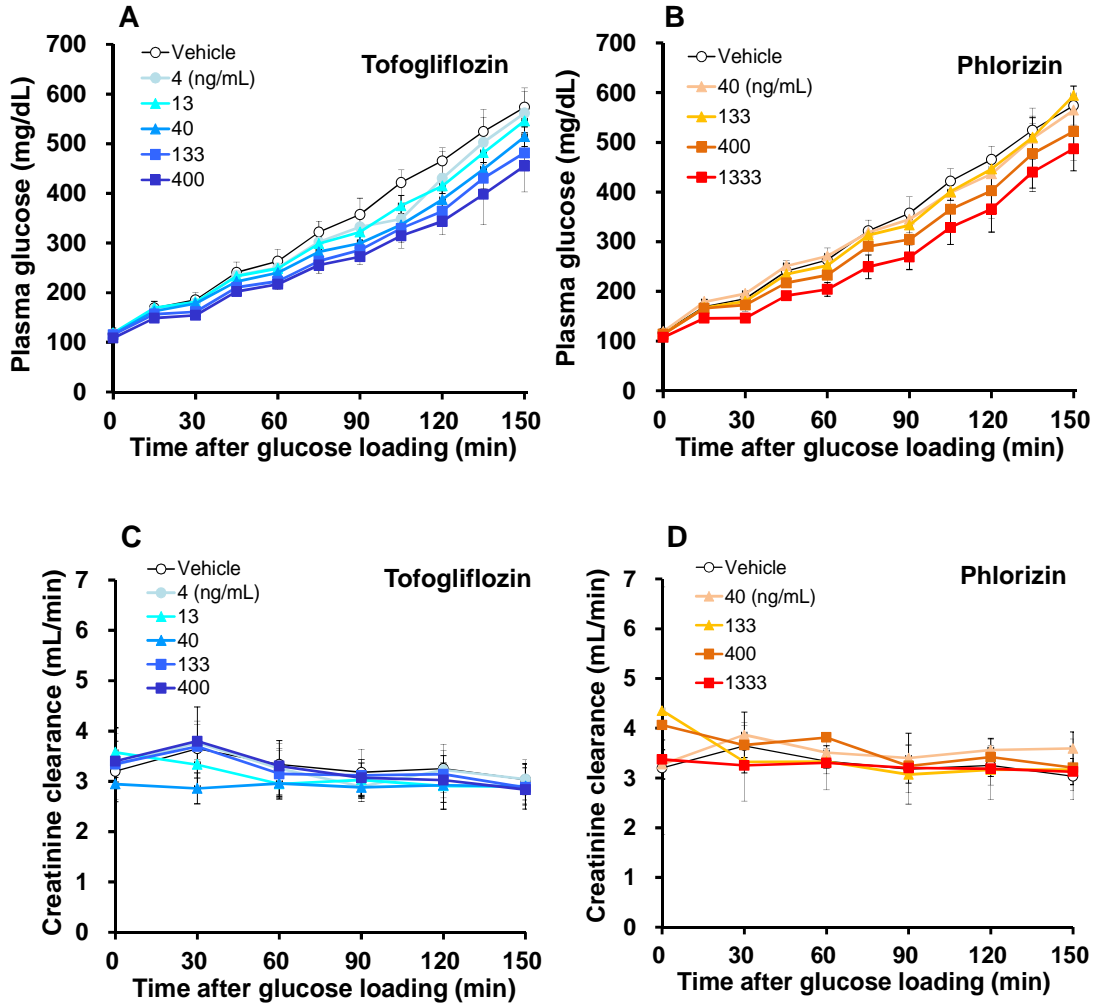 A
Tofogliflozin
Vehicle
4 (ng/mL)
13
40
133
400
Plasma glucose (mg/dL)
700
600
500
400
300
200
100
0
0 30 60 90 120 150
Time after glucose loading (min)
B
Phlorizin
Vehicle
40 (ng/mL)
133
400
1333
Plasma glucose (mg/dL)
700
600
500
400
300
200
100
0
0 30 60 90 120 150
Time after glucose loading (min)
C
Tofogliflozin
Vehicle
4 (ng/mL)
13
40
133
400
Creatinine clearance (mL/min)
7
6
5
4
3
2
1
0
0 30 60 90 120 150
Time after glucose loading (min)
D
Phlorizin
Vehicle
40 (ng/mL)
133
400
1333
Creatinine clearance (mL/min)
7
6
5
4
3
2
1
0
0 30 60 90 120 150
Time after glucose loading (min)